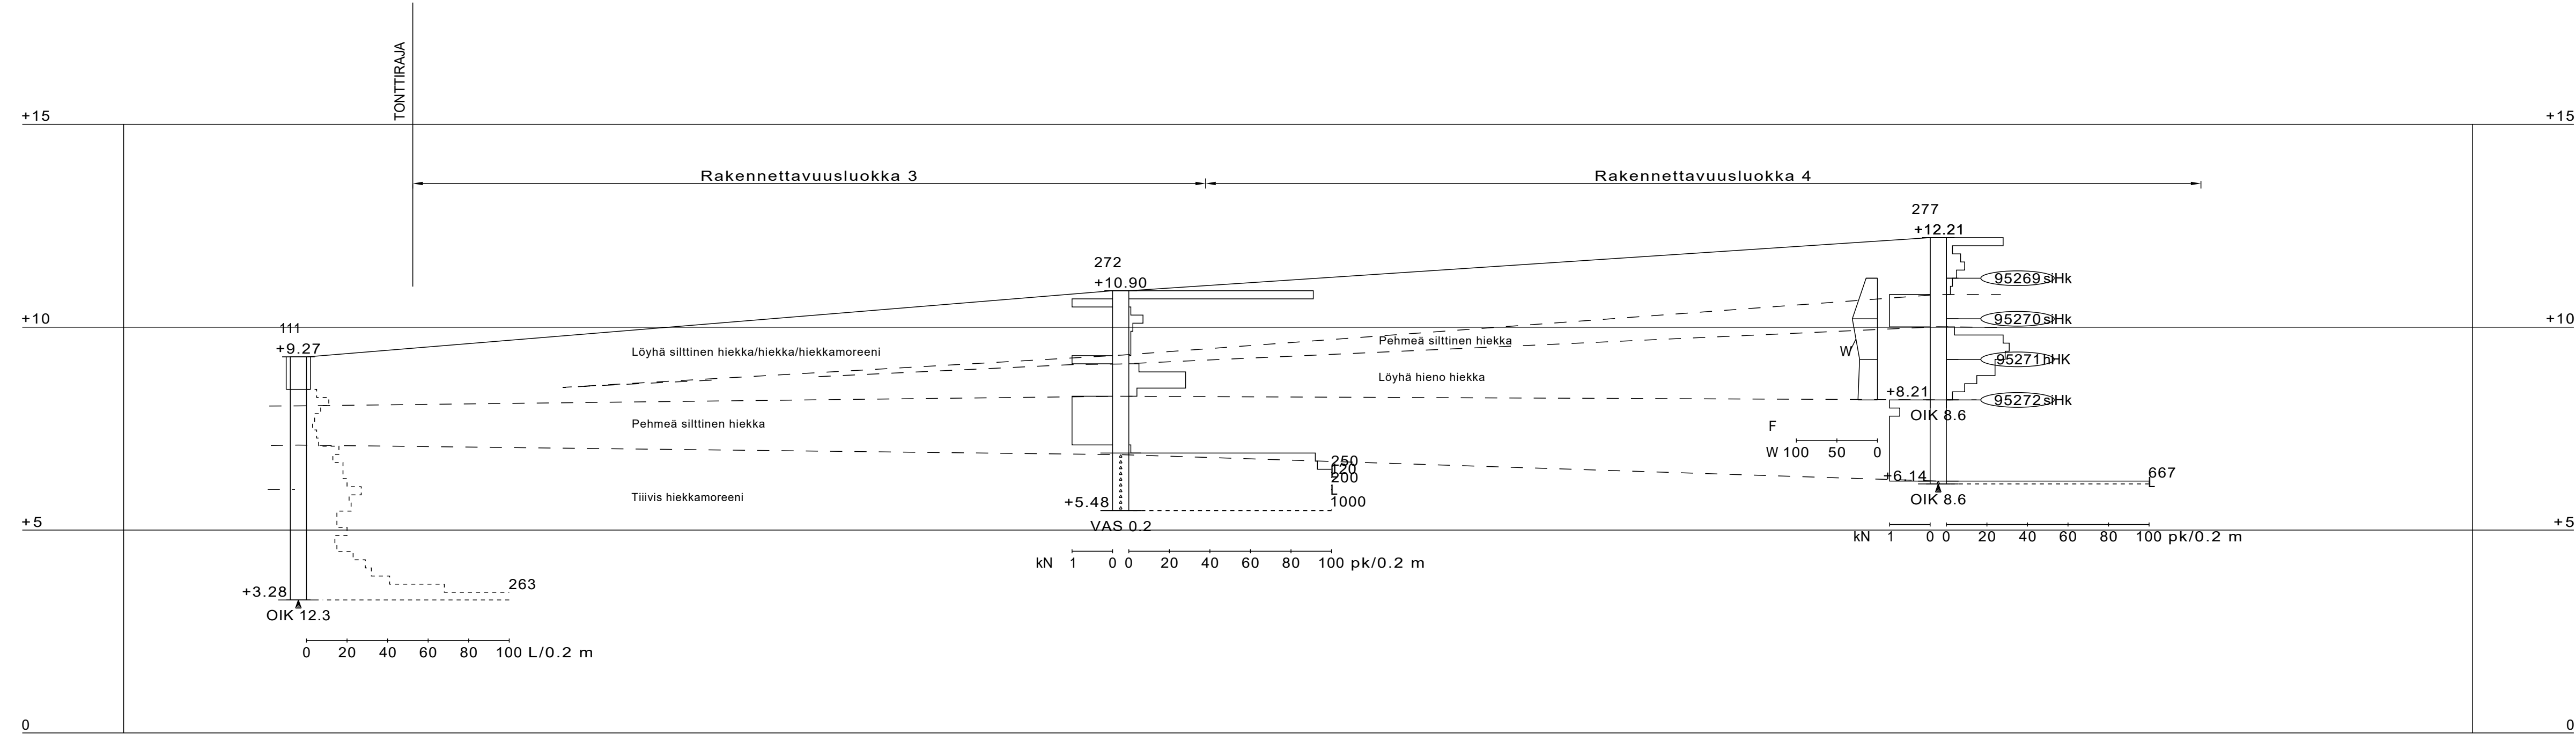 TONTTIRAJA
+15
+15
Rakennettavuusluokka 3
Rakennettavuusluokka 4
277
+12.21
272
+10.90
95269 siHk
+10
95270 siHk
111
+9.27
Löyhä silttinen hiekka/hiekka/hiekkamoreeni
Pehmeä silttinen hiekka
W
95271 hHK
Löyhä hieno hiekka
+8.21
95272 siHk
OIK 8.6
Pehmeä silttinen hiekka
F
W 100 50 0
250
120
200
L
1000
+6.14
667
L
Tiiivis hiekkamoreeni
+5.48
OIK 8.6
VAS 0.2
+5
+5
kN 1 0 0 20 40 60 80 100 pk/0.2 m
kN 1 0 0 20 40 60 80 100 pk/0.2 m
263
+3.28
OIK 12.3
0 20 40 60 80 100 L/0.2 m
0
0